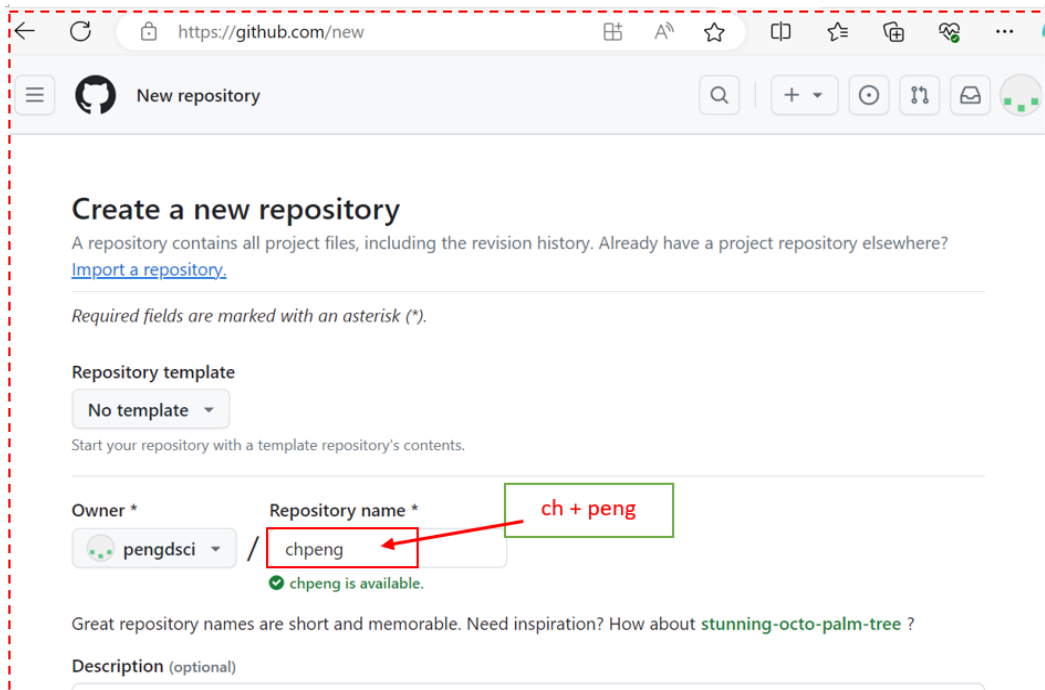 https://github.com/new
New repository
Create a new repository
A repository contains all project files, including the revision history. Already have a project repository elsewhere?
Import a repository.
Required fields are marked with an asterisk (*).
Repository template
No template
Start your repository with a template repository's contents.
Owner * Repository name * ch + peng
pengdsci / chpeng
chpeng is available.
Great repository names are short and memorable. Need inspiration? How about stunning-octo-palm-tree ?
Description (optional)